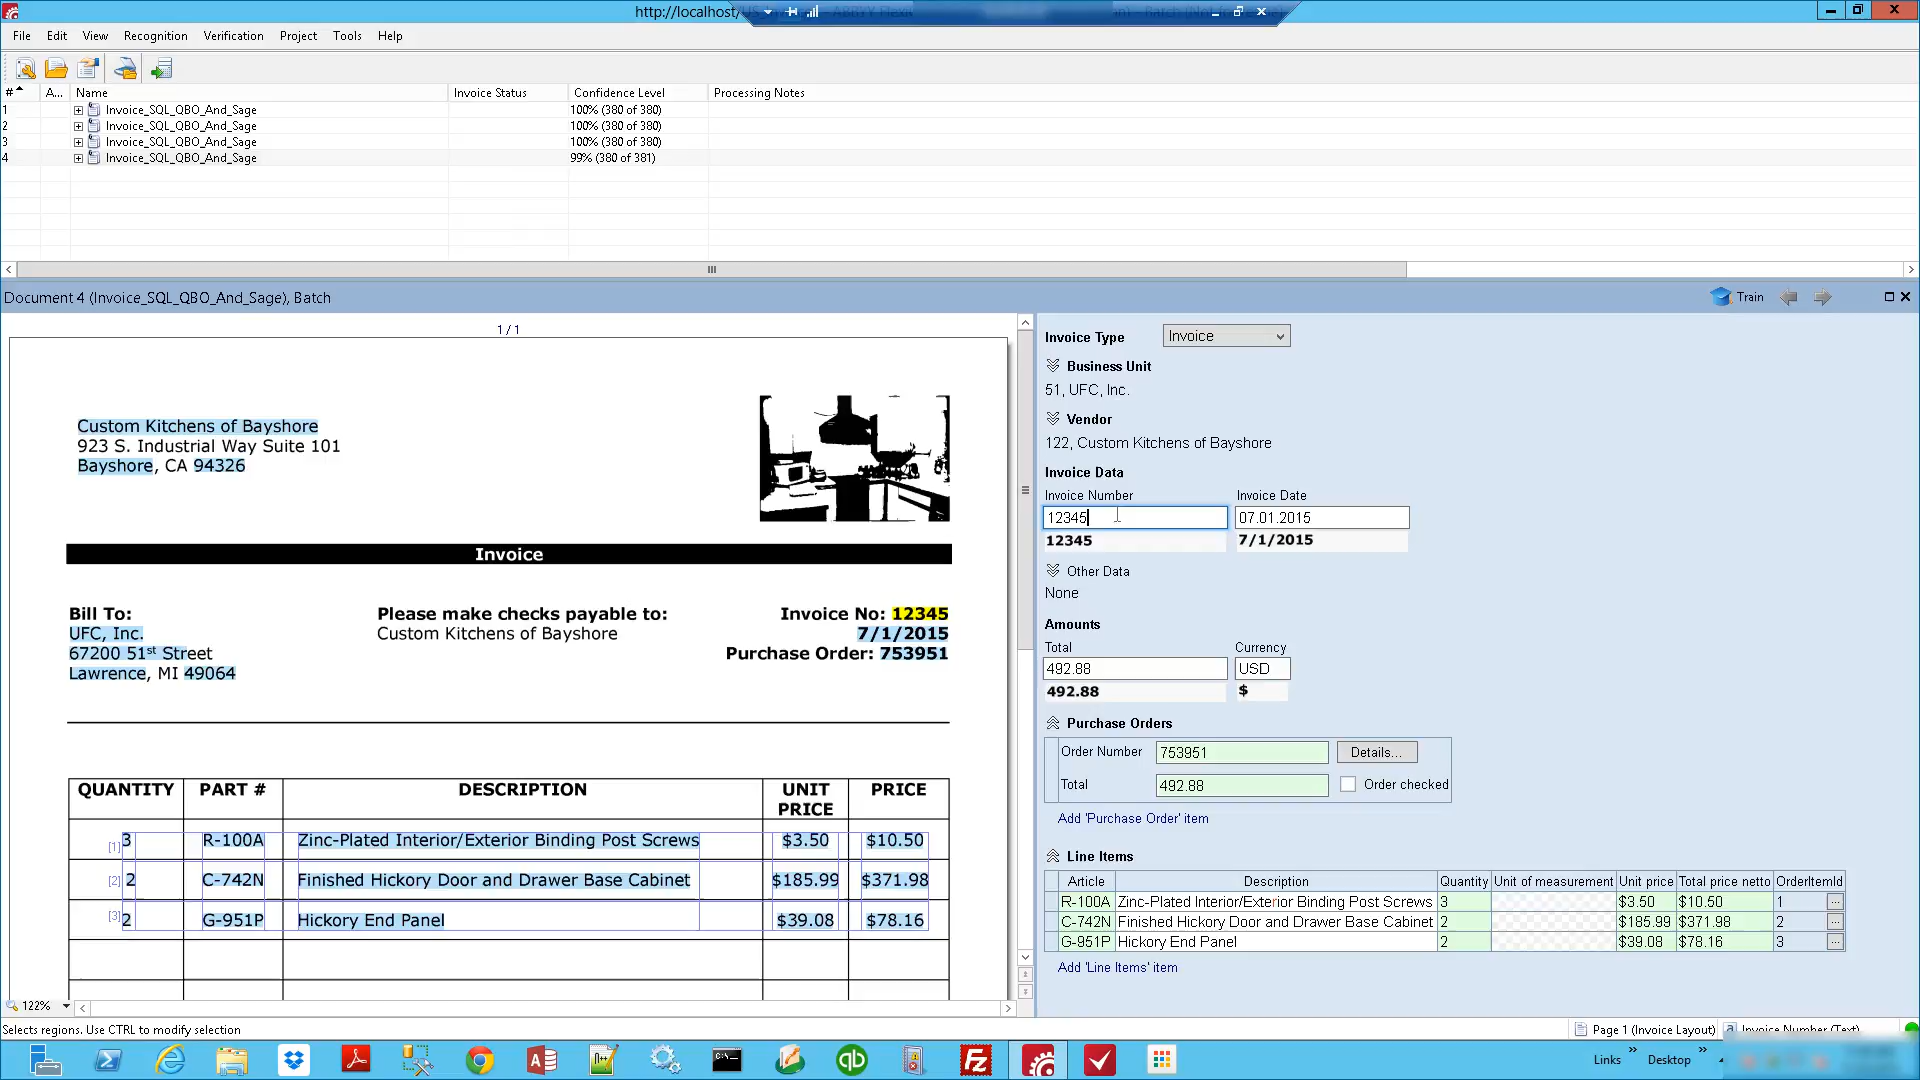 http://localhost/US
File Edit View Recognition Verification Project Tools Help
# A... Name Invoice Status Confidence Level Processing Notes
1 Invoice_SQL_QBO_And_Sage 100% (380 of 380)
2 Invoice_SQL_QBO_And_Sage 100% (380 of 380)
3 Invoice_SQL_QBO_And_Sage 100% (380 of 380)
4 Invoice_SQL_QBO_And_Sage 99% (380 of 381)
Document 4 (Invoice_SQL_QBO_And_Sage), Batch
Train
1 / 1
Custom Kitchens of Bayshore
923 S. Industrial Way Suite 101
Bayshore, CA 94326
Invoice
Bill To: Please make checks payable to: Invoice No: 12345
UFC, Inc. Custom Kitchens of Bayshore 7/1/2015
67200 51st Street Purchase Order: 753951
Lawrence, MI 49064
QUANTITY PART # DESCRIPTION UNIT PRICE PRICE
[1] 3 R-100A Zinc-Plated Interior/Exterior Binding Post Screws $3.50 $10.50
[2] 2 C-742N Finished Hickory Door and Drawer Base Cabinet $185.99 $371.98
[3] 2 G-951P Hickory End Panel $39.08 $78.16
122%
Invoice Type Invoice
Business Unit
51, UFC, Inc.
Vendor
122, Custom Kitchens of Bayshore
Invoice Data
Invoice Number Invoice Date
12345 07.01.2015
12345 7/1/2015
Other Data
None
Amounts
Total Currency
492.88 USD
492.88 $
Purchase Orders
Order Number 753951 Details...
Total 492.88 Order checked
Add 'Purchase Order' item
Line Items
Article Description Quantity Unit of measurement Unit price Total price netto OrderItemId
R-100A Zinc-Plated Interior/Exterior Binding Post Screws 3 $3.50 $10.50 1 ...
C-742N Finished Hickory Door and Drawer Base Cabinet 2 $185.99 $371.98 2 ...
G-951P Hickory End Panel 2 $39.08 $78.16 3 ...
Add 'Line Items' item
Selects regions. Use CTRL to modify selection
Page 1 (Invoice Layout) Invoice Number (Text)
Links Desktop